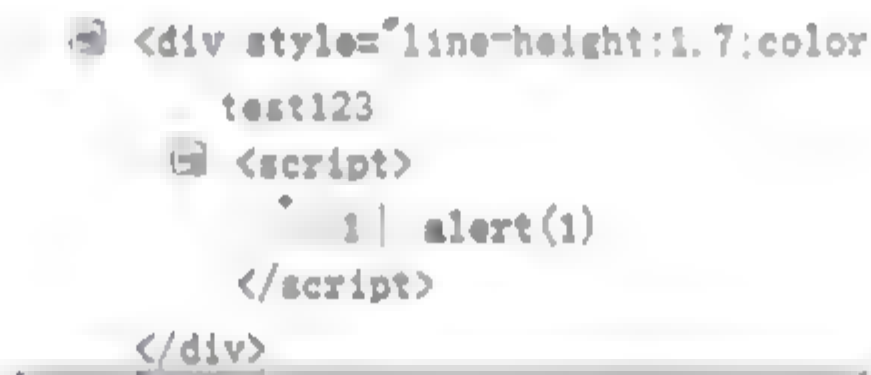 <div style="line-height:1.7;color
test123
<script>
1 | alert(1)
</script>
</div>